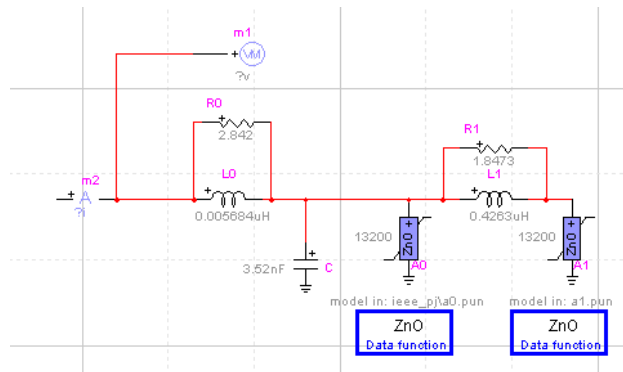 m1
+ VM
?v
R0
+
2.842
R1
+
1.8473
m2
+ A
?i
L0
+
0.005684uH
L1
+
0.4263uH
+
3.52nF
C
13200
+
ZnO
A0
13200
+
ZnO
A1
model in: ieee_pj\a0.pun
model in: a1.pun
ZnO
Data function
ZnO
Data function